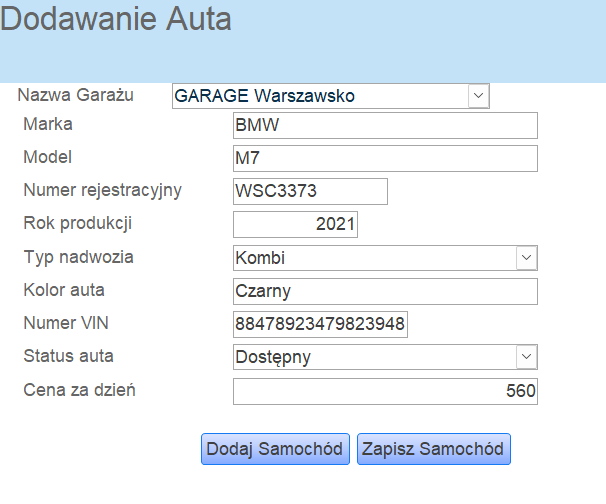 Dodawanie Auta
Nazwa Garażu GARAGE Warszawsko
Marka BMW
Model M7
Numer rejestracyjny WSC3373
Rok produkcji 2021
Typ nadwozia Kombi
Kolor auta Czarny
Numer VIN 88478923479823948
Status auta Dostępny
Cena za dzień 560
Dodaj Samochód Zapisz Samochód